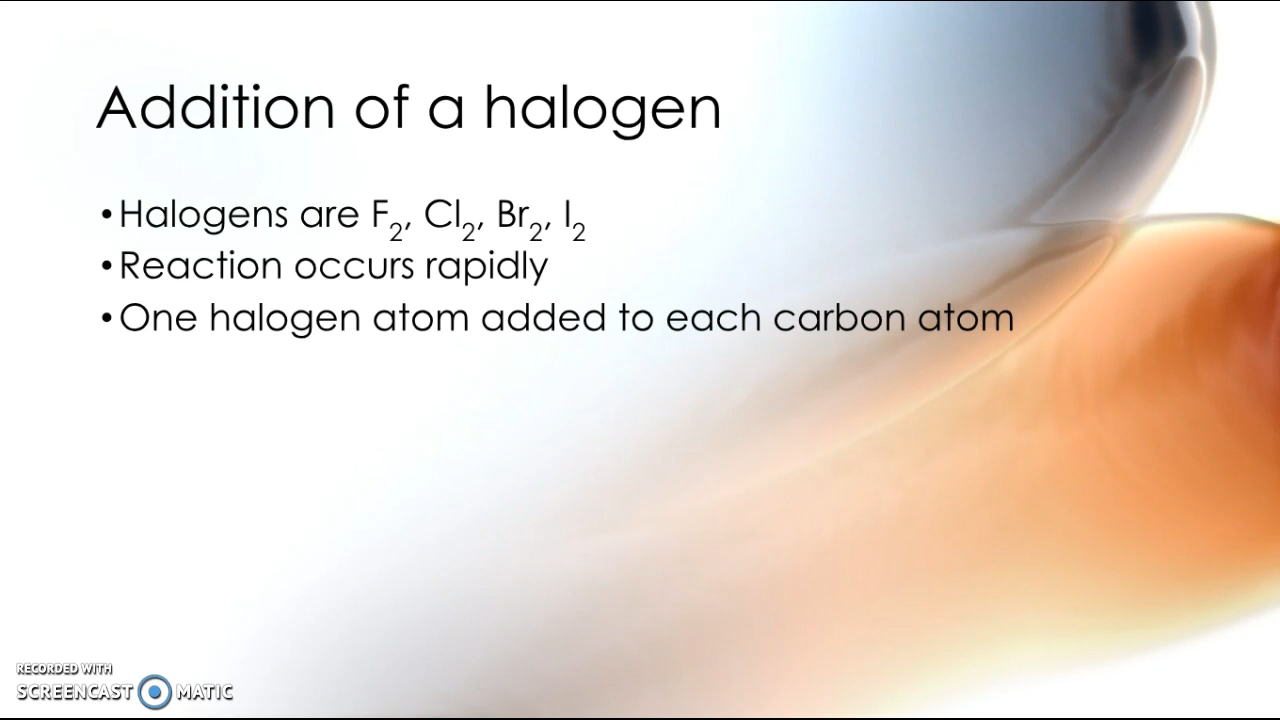 Addition of a halogen
•Halogens are F₂, Cl₂, Br₂, I₂
•Reaction occurs rapidly
•One halogen atom added to each carbon atom
RECORDED WITH
SCREENCAST MATIC